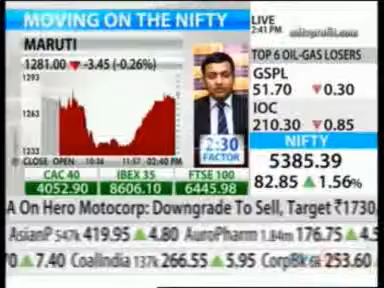 MOVING ON THE NIFTY
LIVE
2:41 PM
ndtvprofit.com
MARUTI
1281.00 ▼ -3.45 (-0.26%)
1293
1263
1233
CLOSE OPEN 10:36 11:57 02:40 PM
2:30
FACTOR
TOP 6 OIL-GAS LOSERS
GSPL
51.70 ▼0.30
IOC
210.30 ▼0.85
NIFTY
5385.39
82.85 ▲1.56%
CAC 40 IBEX 35 FTSE 100
4052.90 8606.10 6445.98
A On Hero Motocorp: Downgrade To Sell, Target ₹1730
AsianP 547k 419.95 ▲ 4.80 AuroPharm 1.84m 176.75 ▲ 4.5
70 ▲ 7.40 CoalIndia 137k 266.55 ▲ 5.95 CorpBk 6k 253.60